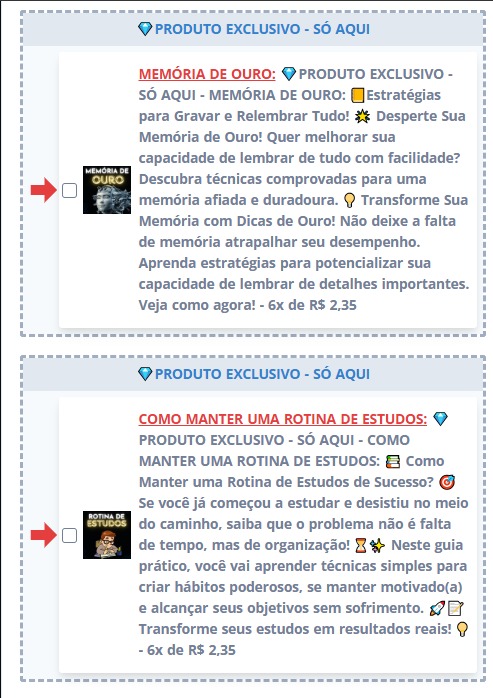 💎PRODUTO EXCLUSIVO - SÓ AQUI
MEMÓRIA DE OURO: 💎PRODUTO EXCLUSIVO -
SÓ AQUI - MEMÓRIA DE OURO: 📒Estratégias
para Gravar e Relembrar Tudo! 💥 Desperte Sua
Memória de Ouro! Quer melhorar sua
capacidade de lembrar de tudo com facilidade?
Descubra técnicas comprovadas para uma
memória afiada e duradoura. 💡 Transforme Sua
Memória com Dicas de Ouro! Não deixe a falta
de memória atrapalhar seu desempenho.
Aprenda estratégias para potencializar sua
capacidade de lembrar de detalhes importantes.
Veja como agora! - 6x de R$ 2,35
MEMÓRIA DE
OURO
💎PRODUTO EXCLUSIVO - SÓ AQUI
COMO MANTER UMA ROTINA DE ESTUDOS: 💎
PRODUTO EXCLUSIVO - SÓ AQUI - COMO
MANTER UMA ROTINA DE ESTUDOS: 📚 Como
Manter uma Rotina de Estudos de Sucesso? 🎯
Se você já começou a estudar e desistiu no meio
do caminho, saiba que o problema não é falta
de tempo, mas de organização! ⏳✨ Neste guia
prático, você vai aprender técnicas simples para
criar hábitos poderosos, se manter motivado(a)
e alcançar seus objetivos sem sofrimento. 🚀📝
Transforme seus estudos em resultados reais! 💡
- 6x de R$ 2,35
ROTINA DE
ESTUDOS